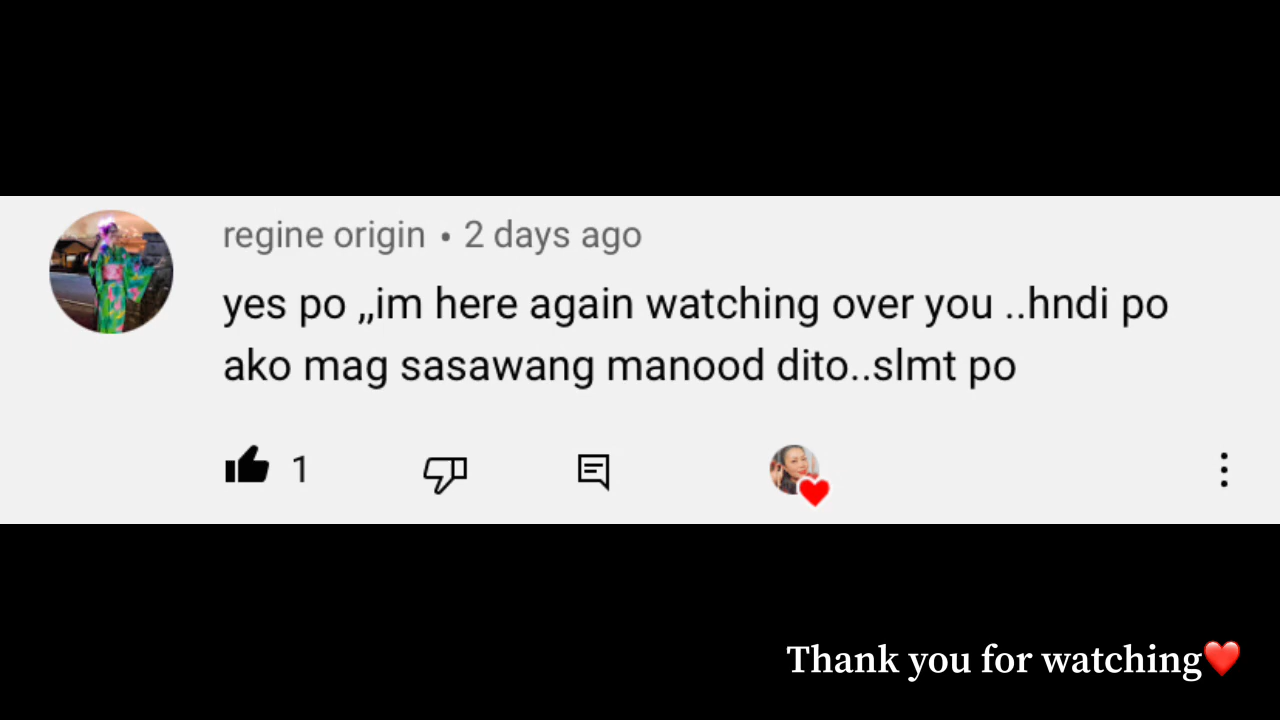 regine origin • 2 days ago
yes po ,,im here again watching over you ..hndi po
ako mag sasawang manood dito..slmt po
1
Thank you for watching❤️